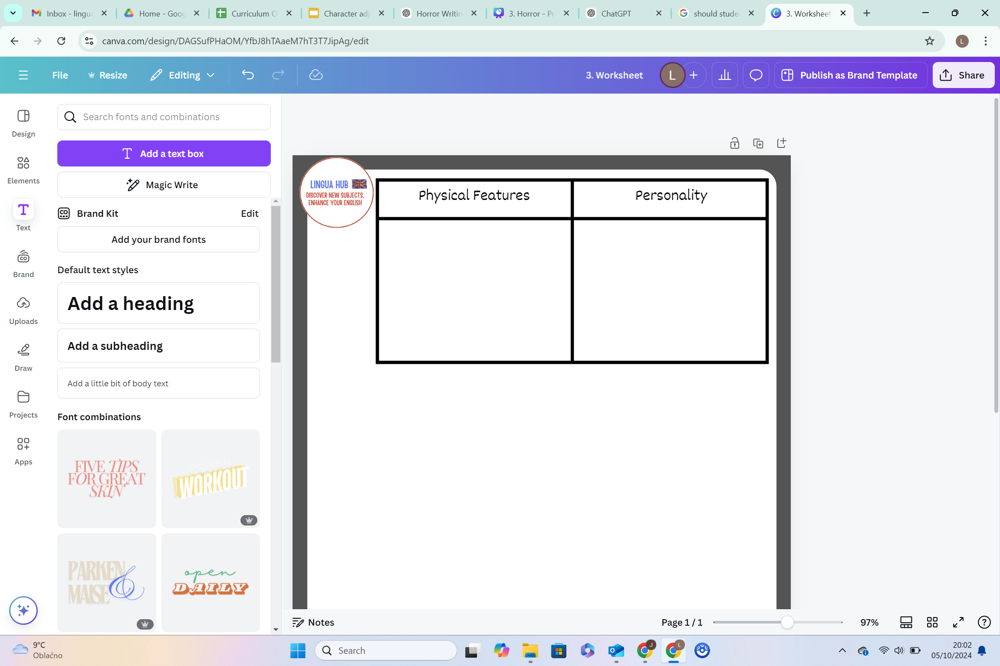 Inbox - lingua
Home - Goog
Curriculum O
Character adj
Horror Writin
3. Horror - Pr
ChatGPT
should studen
3. Worksheet
canva.com/design/DAGSufPHaOM/YfbJ8hTAaeM7hT3T7JipAg/edit
L
File
Resize
Editing
3. Worksheet
L
Publish as Brand Template
Share
Design
Elements
Text
Brand
Uploads
Draw
Projects
Apps
Search fonts and combinations
Add a text box
Magic Write
Brand Kit
Edit
Add your brand fonts
Default text styles
Add a heading
Add a subheading
Add a little bit of body text
Font combinations
FIVE TIPS
FOR GREAT
SKIN
POWER
WORKOUT
PARKEN
&
MAISE
open
DAILY
LINGUA HUB
DISCOVER NEW SUBJECTS,
ENHANCE YOUR ENGLISH
Physical Features
Personality
Notes
Page 1 / 1
97%
9°C
Oblačno
Search
J
L
20:02
05/10/2024